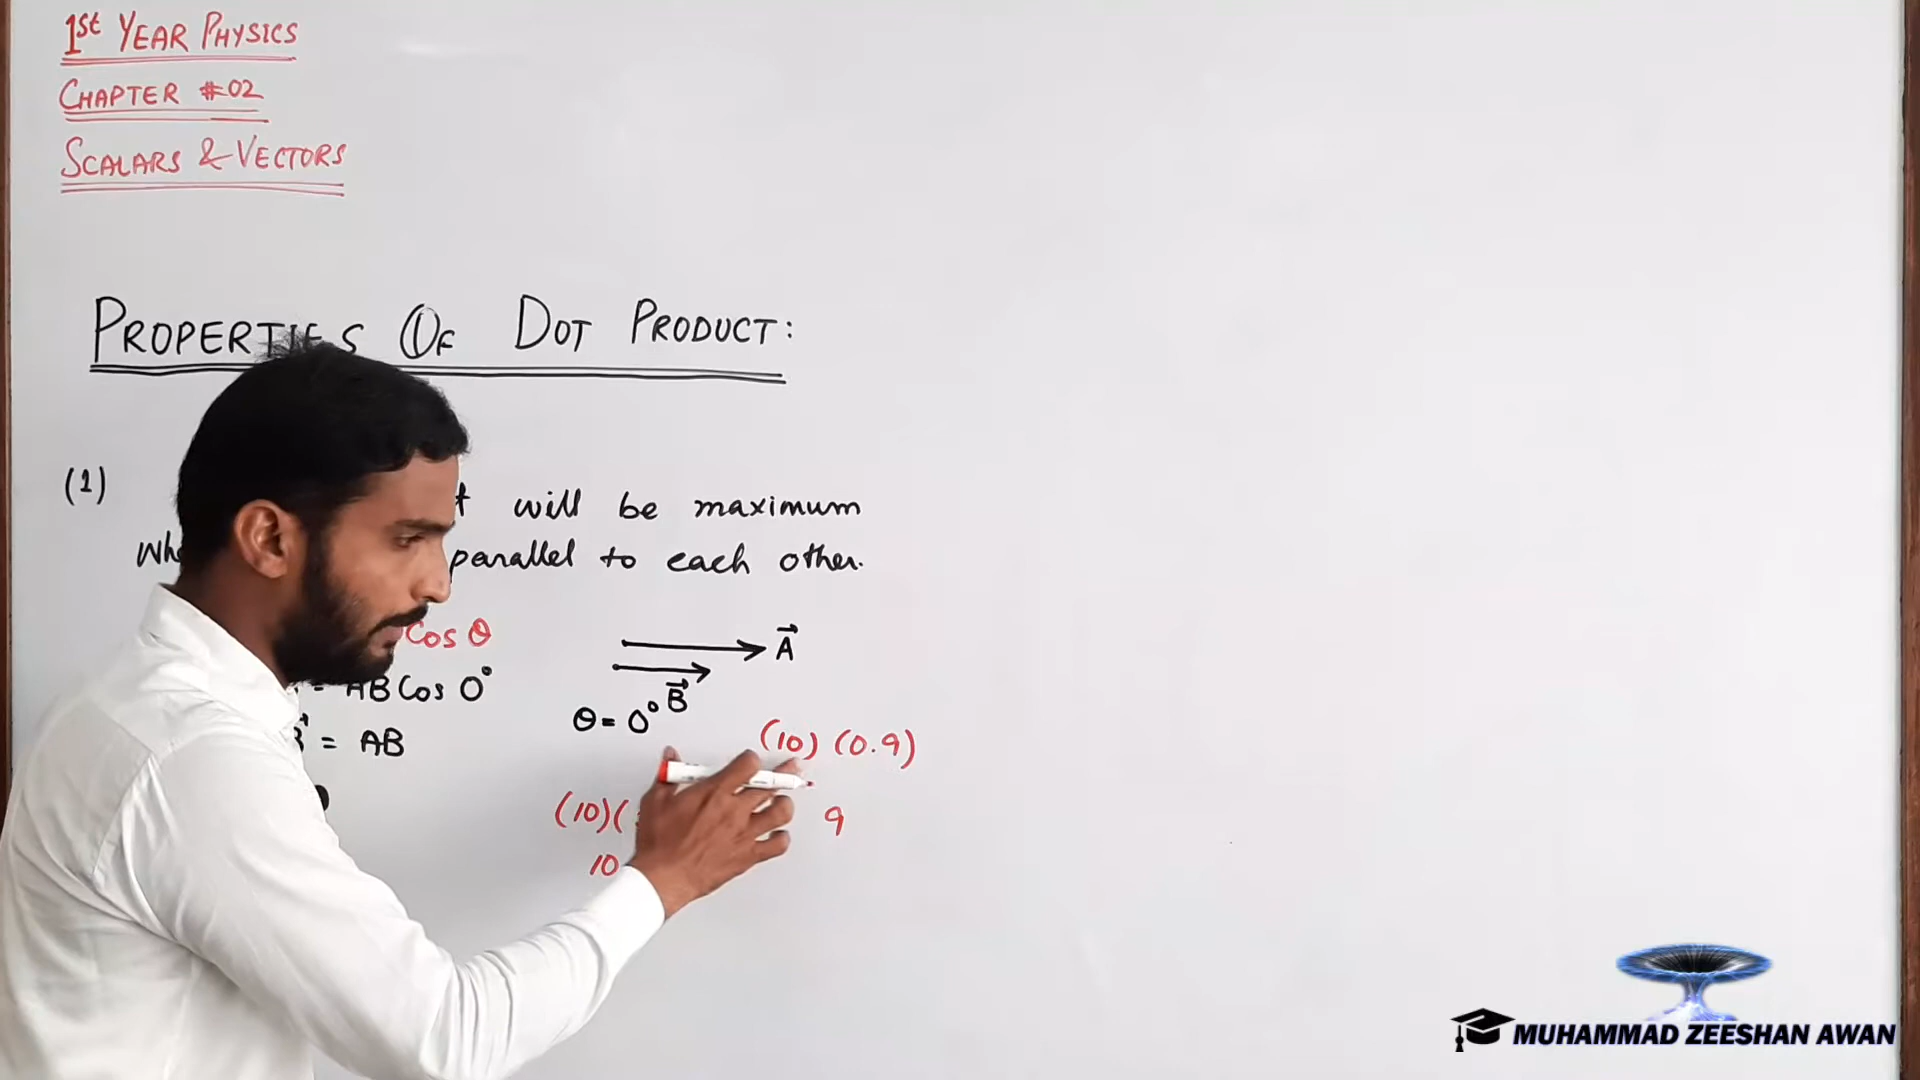 1st YEAR PHYSICS
CHAPTER #02
SCALARS & VECTORS
PROPERTIES OF DOT PRODUCT:
(1) will be maximum
parallel to each other.
Cos θ
= AB Cos 0°
= AB
A⃗
B⃗
θ = 0°
(10) (0.9)
9
(10)(
10
MUHAMMAD ZEESHAN AWAN